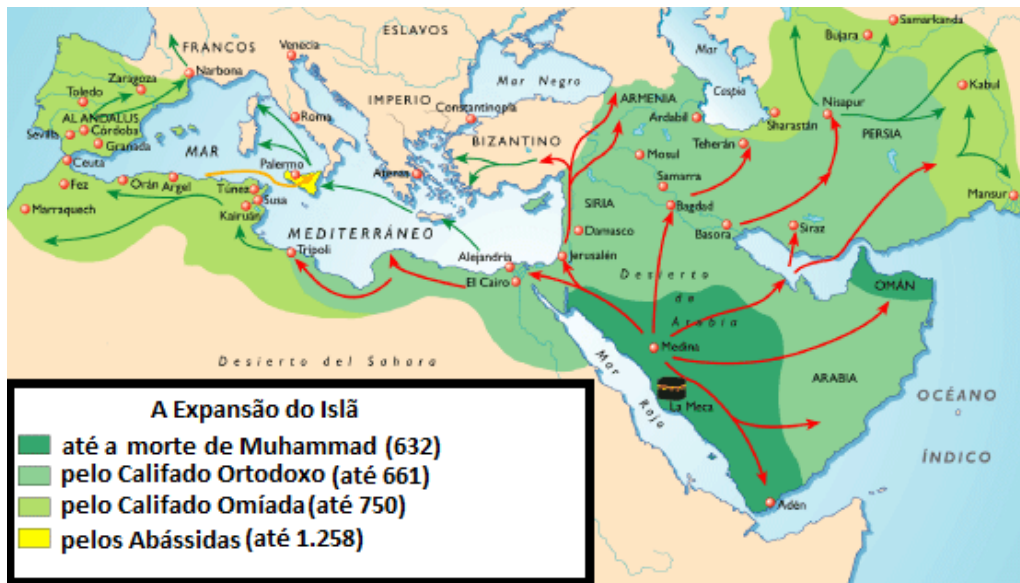 FRANCOS
Venecia
ESLAVOS
Samarkanda
Bujara
Narbona
Zaragoza
Toledo
AL ANDALUS
Sevilla
Córdoba
Granada
Roma
IMPERIO
Constantinopla
BIZANTINO
Mar Negro
Mar
Caspio
ARMENIA
Ardabil
Sharastán
Nisapur
Kabul
PERSIA
Teherán
Mosul
Samarra
Bagdad
MAR
Ceuta
Palermo
Atenas
Fez
Orán
Argel
Túnez
Susa
Kairuán
Marraquech
MEDITERRÁNEO
SIRIA
Damasco
Basora
Siraz
Mansur
Trípoli
Alejandria
Jerusalén
El Cairo
Desierto
de
Arabia
OMÁN
Desierto del Sahara
Medina
Mar Rojo
La Meca
ARABIA
OCÉANO
ÍNDICO
Adén
A Expansão do Islã
até a morte de Muhammad (632)
pelo Califado Ortodoxo (até 661)
pelo Califado Omíada (até 750)
pelos Abássidas (até 1.258)